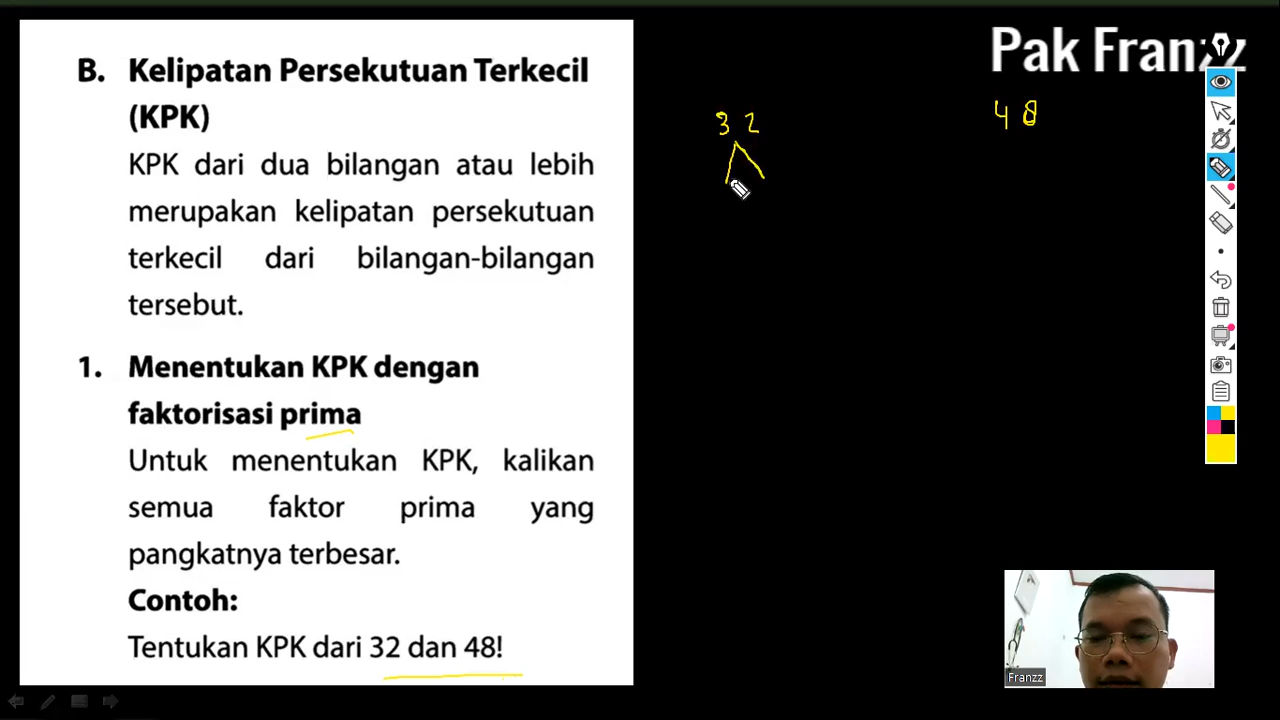 B. Kelipatan Persekutuan Terkecil
(KPK)
KPK dari dua bilangan atau lebih
merupakan kelipatan persekutuan
terkecil dari bilangan-bilangan
tersebut.
1. Menentukan KPK dengan
faktorisasi prima
Untuk menentukan KPK, kalikan
semua faktor prima yang
pangkatnya terbesar.
Contoh:
Tentukan KPK dari 32 dan 48!
Pak Franzz
32
48
Franzz